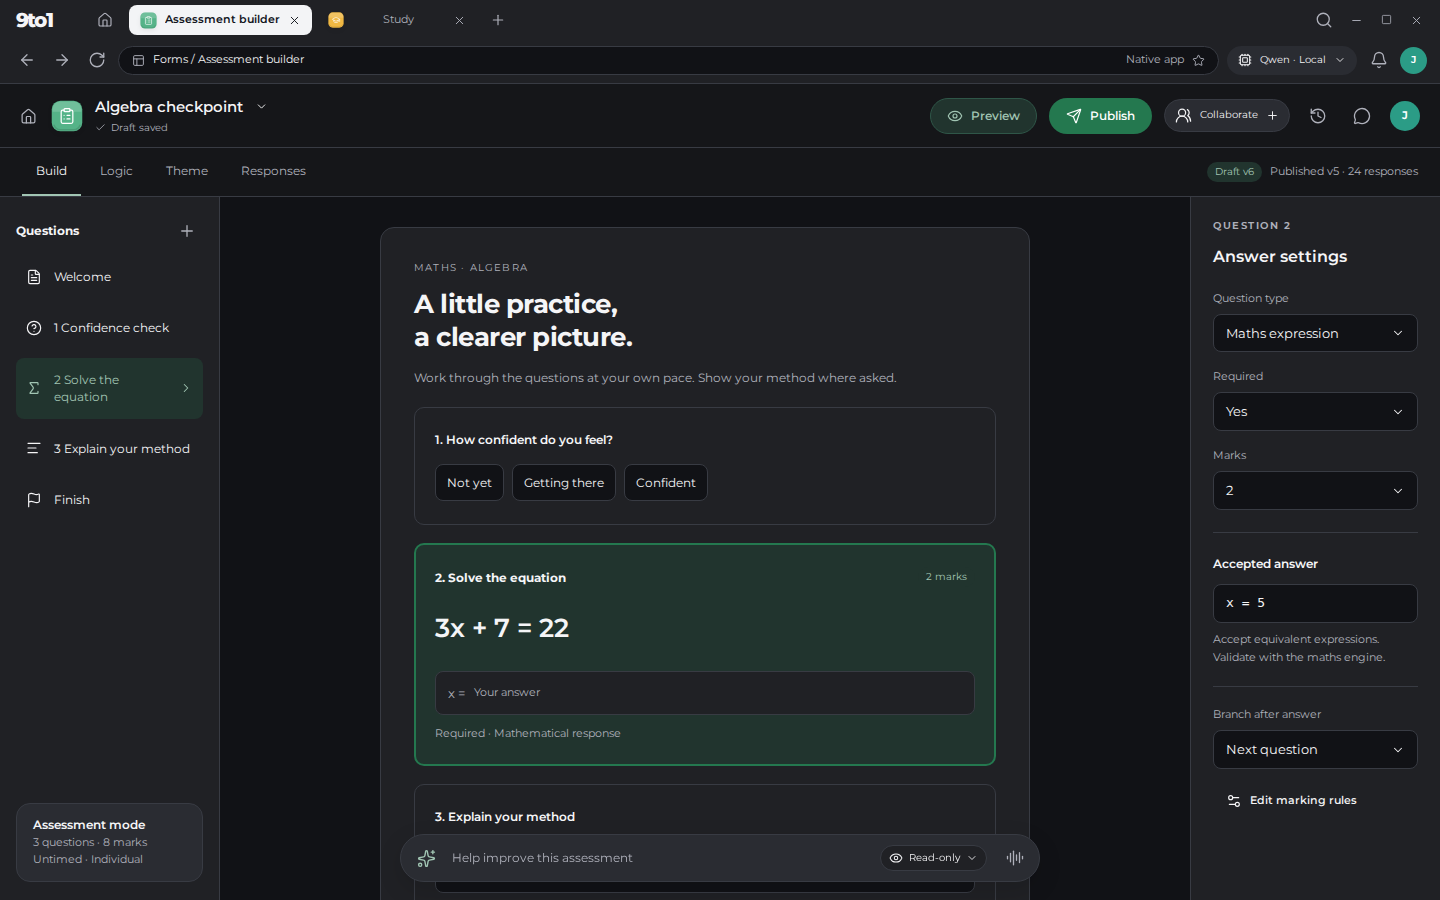 9to1
Assessment builder
Study
Forms / Assessment builder
Native app
Qwen · Local
J
Algebra checkpoint
Draft saved
Preview
Publish
Collaborate
J
Build
Logic
Theme
Responses
Draft v6
Published v5 · 24 responses
Questions
Welcome
1 Confidence check
2 Solve the
equation
3 Explain your method
Finish
Assessment mode
3 questions · 8 marks
Untimed · Individual
MATHS · ALGEBRA
A little practice,
a clearer picture.
Work through the questions at your own pace. Show your method where asked.
1. How confident do you feel?
Not yet
Getting there
Confident
2. Solve the equation
2 marks
3x + 7 = 22
x =
Your answer
Required · Mathematical response
3. Explain your method
Help improve this assessment
Read-only
QUESTION 2
Answer settings
Question type
Maths expression
Required
Yes
Marks
2
Accepted answer
x = 5
Accept equivalent expressions.
Validate with the maths engine.
Branch after answer
Next question
Edit marking rules